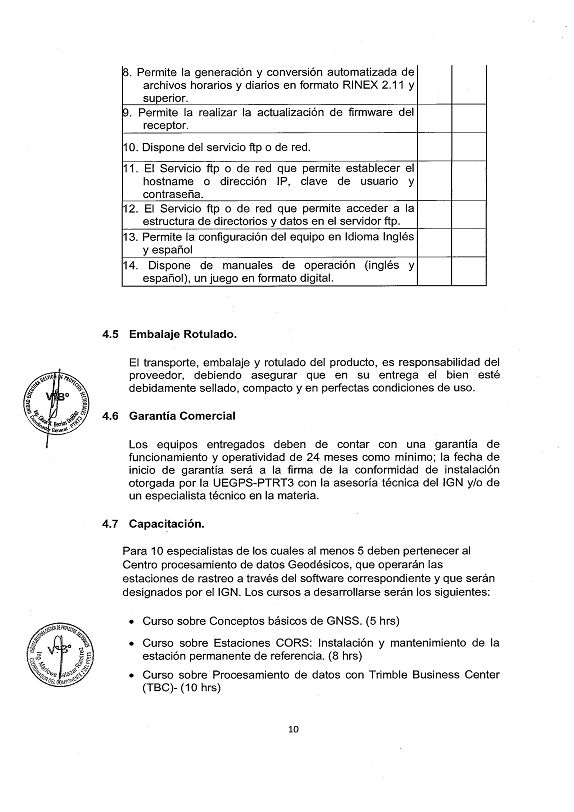 8. Permite la generación y conversión automatizada de
archivos horarios y diarios en formato RINEX 2.11 y
superior.
9. Permite la realizar la actualización de firmware del
receptor.
10. Dispone del servicio ftp o de red.
11. El Servicio ftp o de red que permite establecer el
hostname o dirección IP, clave de usuario y
contraseña.
12. El Servicio ftp o de red que permite acceder a la
estructura de directorios y datos en el servidor ftp.
13. Permite la configuración del equipo en Idioma Inglés
y español
14. Dispone de manuales de operación (inglés y
español), un juego en formato digital.
4.5 Embalaje Rotulado.
El transporte, embalaje y rotulado del producto, es responsabilidad del
proveedor, debiendo asegurar que en su entrega el bien esté
debidamente sellado, compacto y en perfectas condiciones de uso.
VºBº
4.6 Garantía Comercial
Los equipos entregados deben de contar con una garantía de
funcionamiento y operatividad de 24 meses como mínimo; la fecha de
inicio de garantía será a la firma de la conformidad de instalación
otorgada por la UEGPS-PTRT3 con la asesoría técnica del IGN y/o de
un especialista técnico en la materia.
4.7 Capacitación.
Para 10 especialistas de los cuales al menos 5 deben pertenecer al
Centro procesamiento de datos Geodésicos, que operarán las
estaciones de rastreo a través del software correspondiente y que serán
designados por el IGN. Los cursos a desarrollarse serán los siguientes:
• Curso sobre Conceptos básicos de GNSS. (5 hrs)
• Curso sobre Estaciones CORS: Instalación y mantenimiento de la
estación permanente de referencia. (8 hrs)
• Curso sobre Procesamiento de datos con Trimble Business Center
(TBC)- (10 hrs)
VºBº
10